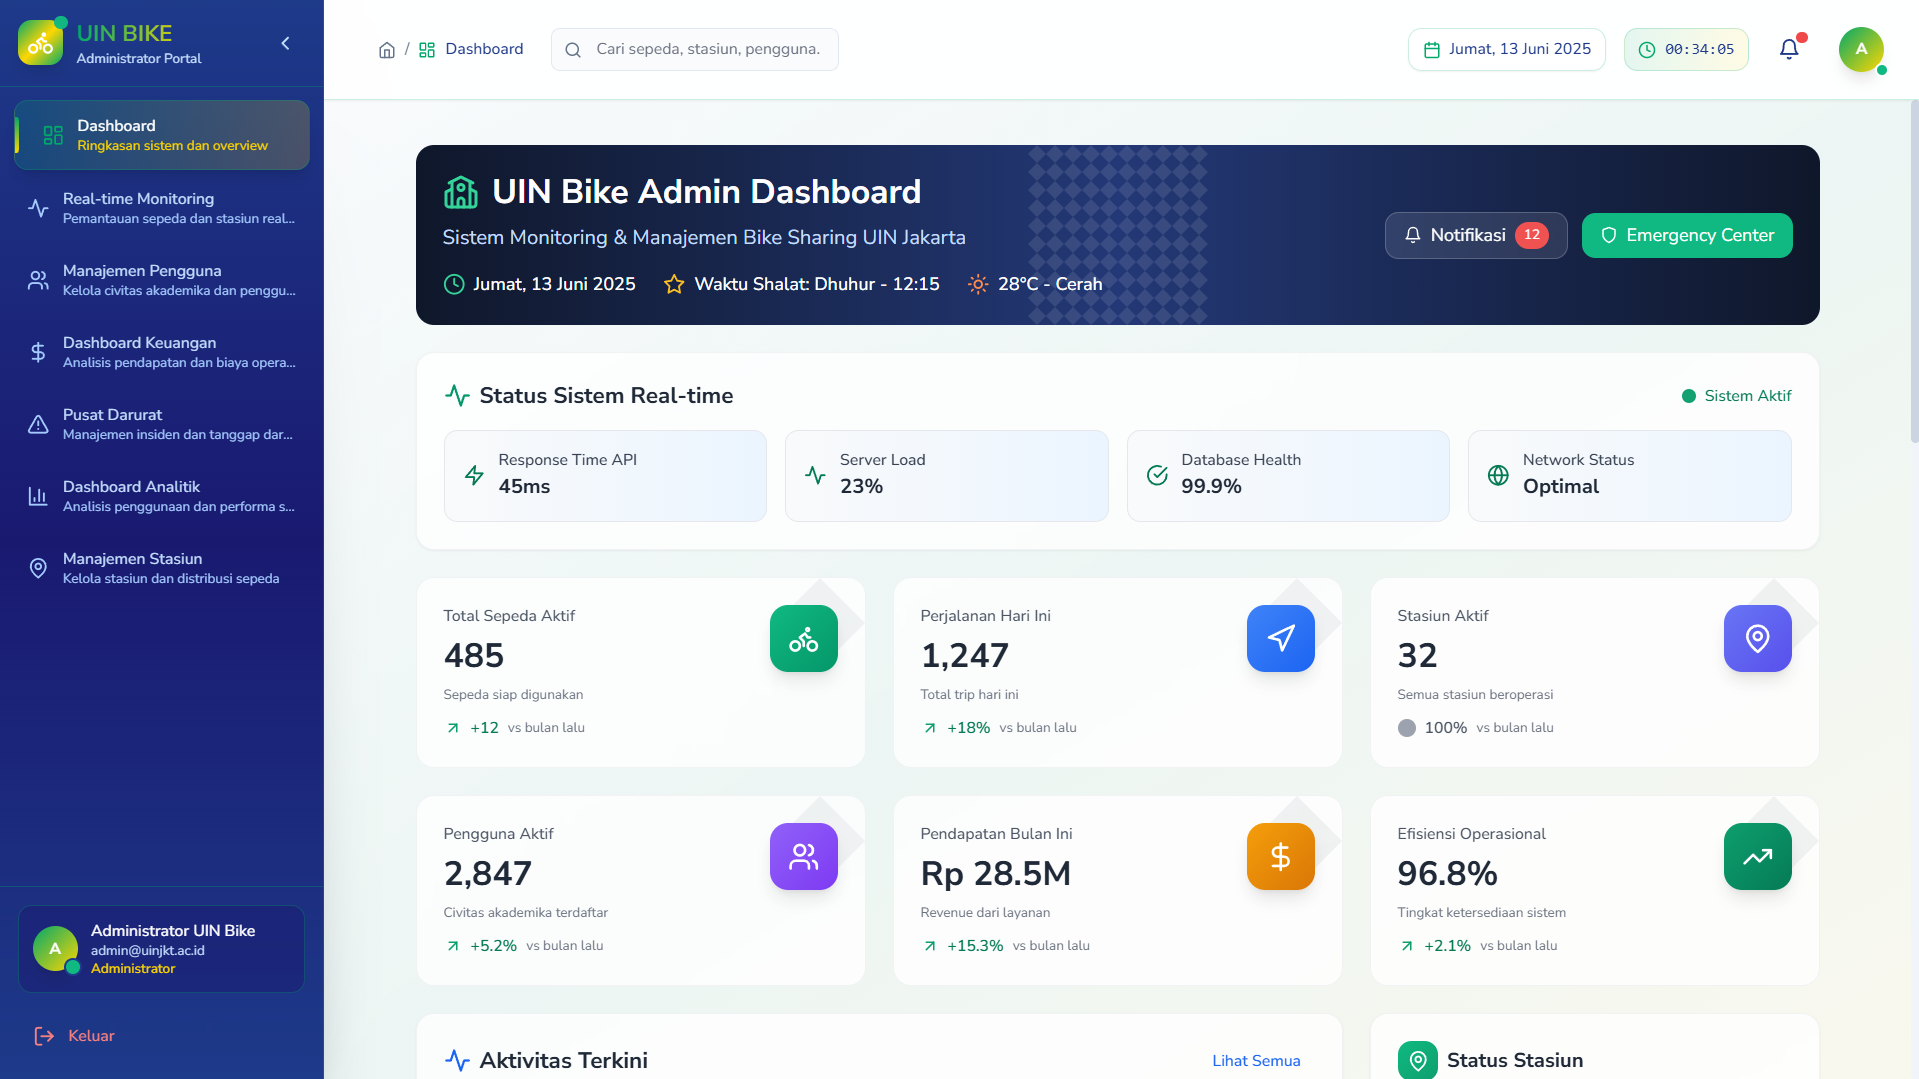 UIN BIKE
Administrator Portal
Dashboard
Ringkasan sistem dan overview
Real-time Monitoring
Pemantauan sepeda dan stasiun real...
Manajemen Pengguna
Kelola civitas akademika dan penggu...
Dashboard Keuangan
Analisis pendapatan dan biaya opera...
Pusat Darurat
Manajemen insiden dan tanggap dar...
Dashboard Analitik
Analisis penggunaan dan performa s...
Manajemen Stasiun
Kelola stasiun dan distribusi sepeda
A
Administrator UIN Bike
admin@uinjkt.ac.id
Administrator
Keluar
/ Dashboard
Cari sepeda, stasiun, pengguna.
Jumat, 13 Juni 2025
00:34:05
A
UIN Bike Admin Dashboard
Sistem Monitoring & Manajemen Bike Sharing UIN Jakarta
Jumat, 13 Juni 2025
Waktu Shalat: Dhuhur - 12:15
28°C - Cerah
Notifikasi 12
Emergency Center
Status Sistem Real-time
Sistem Aktif
Response Time API
45ms
Server Load
23%
Database Health
99.9%
Network Status
Optimal
Total Sepeda Aktif
485
Sepeda siap digunakan
+12 vs bulan lalu
Perjalanan Hari Ini
1,247
Total trip hari ini
+18% vs bulan lalu
Stasiun Aktif
32
Semua stasiun beroperasi
100% vs bulan lalu
Pengguna Aktif
2,847
Civitas akademika terdaftar
+5.2% vs bulan lalu
Pendapatan Bulan Ini
Rp 28.5M
Revenue dari layanan
+15.3% vs bulan lalu
Efisiensi Operasional
96.8%
Tingkat ketersediaan sistem
+2.1% vs bulan lalu
Aktivitas Terkini
Lihat Semua
Status Stasiun